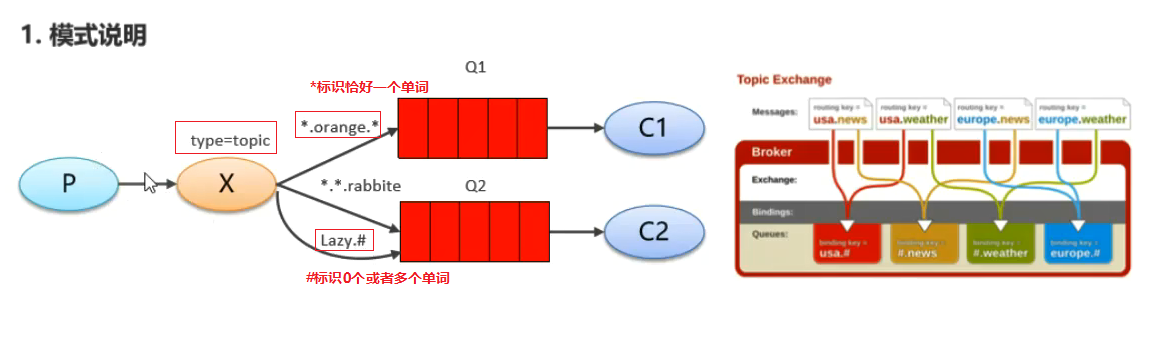 1. 模式说明
Q1
*标识恰好一个单词
*.orange.*
type=topic
P
X
C1
*.*.rabbite
Q2
Lazy.#
C2
#标识0个或者多个单词
Topic Exchange
Messages:
routing key =
usa.news
routing key =
usa.weather
routing key =
europe.news
routing key =
europe.weather
Broker
Exchange:
Bindings:
Queues:
binding key =
usa.#
binding key =
#.news
binding key =
#.weather
binding key =
europe.#